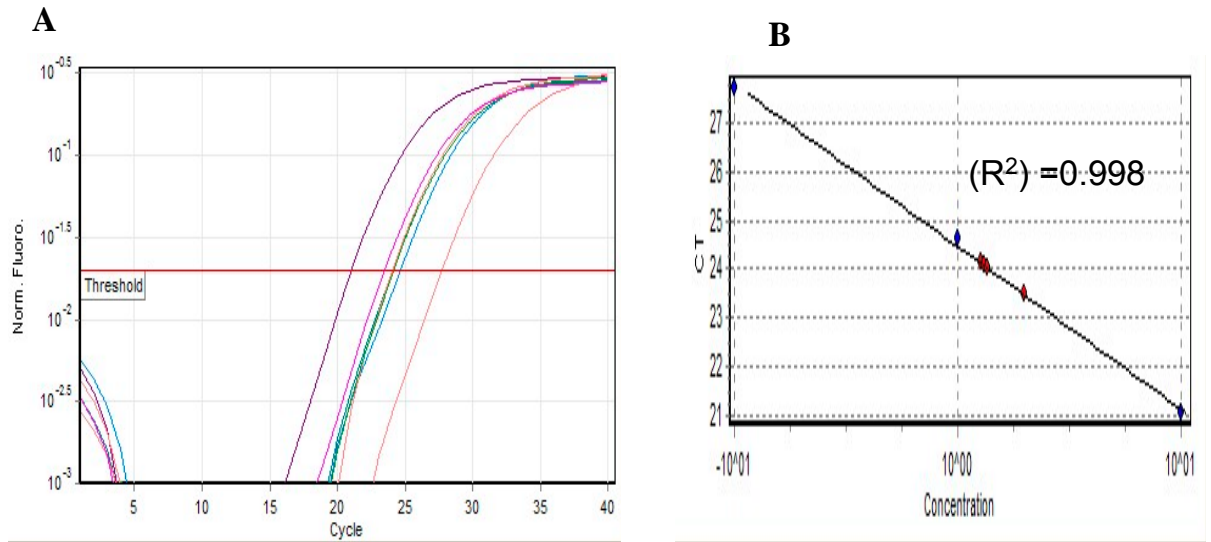 A
10^-0.5
10^-1
10^-1.5
10^-2
10^-2.5
10^-3
Norm. Fluoro.
Threshold
5 10 15 20 25 30 35 40
Cycle
B
27
26
25
24
23
22
21
CT
(R²) =0.998
-10^01 10^00 10^01
Concentration